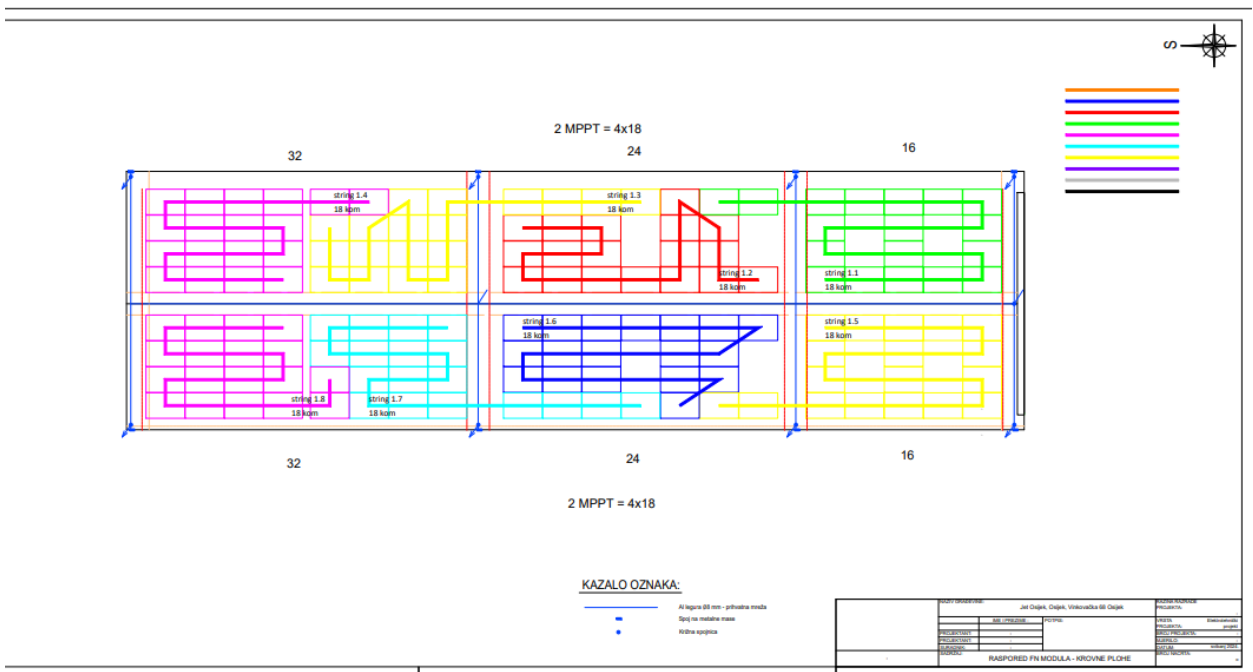 S
2 MPPT = 4x18
32
24
16
string 1.4
18 kom
string 1.3
18 kom
string 1.2
18 kom
string 1.1
18 kom
string 1.6
18 kom
string 1.5
18 kom
string 1.8
18 kom
string 1.7
18 kom
32
24
16
2 MPPT = 4x18
KAZALO OZNAKA:
Al legura Ø8 mm - prihvatna mreža
Spoj na metalne mase
Križna spojnica
NAZIV GRAĐEVINE:
Jet Osijek, Osijek, Vinkovačka 68 Osijek
RAZINA RAZRADE PROJEKTA:
IME I PREZIME:
POTPIS:
VRSTA PROJEKTA:
Elektrotehnički projekt
PROJEKTANT:
PROJEKTANT:
BROJ PROJEKTA:
MJERILO:
SURADNIK:
DATUM:
SADRŽAJ:
RASPORED FN MODULA - KROVNE PLOHE
BROJ NACRTA: